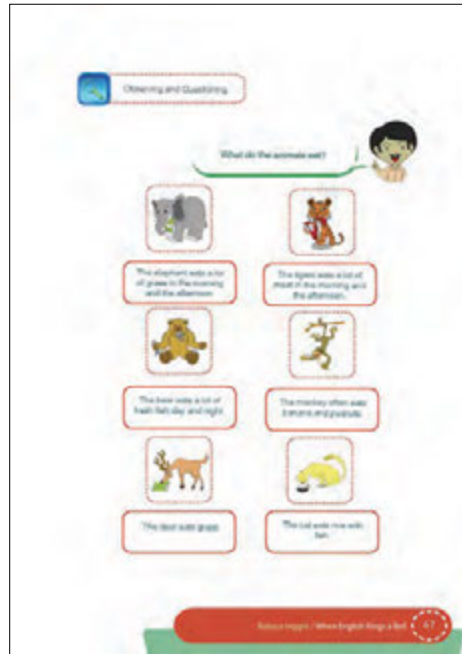 Observing and Questioning
What do the animals eat?
The elephant eats a lot
of grass in the morning
and the afternoon.
The tigers eats a lot of
meat in the morning and
the afternoon.
The bear eats a lot of
fresh fish day and night.
The monkey often eats
banana and peanuts.
The deer eats grass.
The cat eats rice with
fish.
Bahasa Inggris / When English Rings a Bell
67